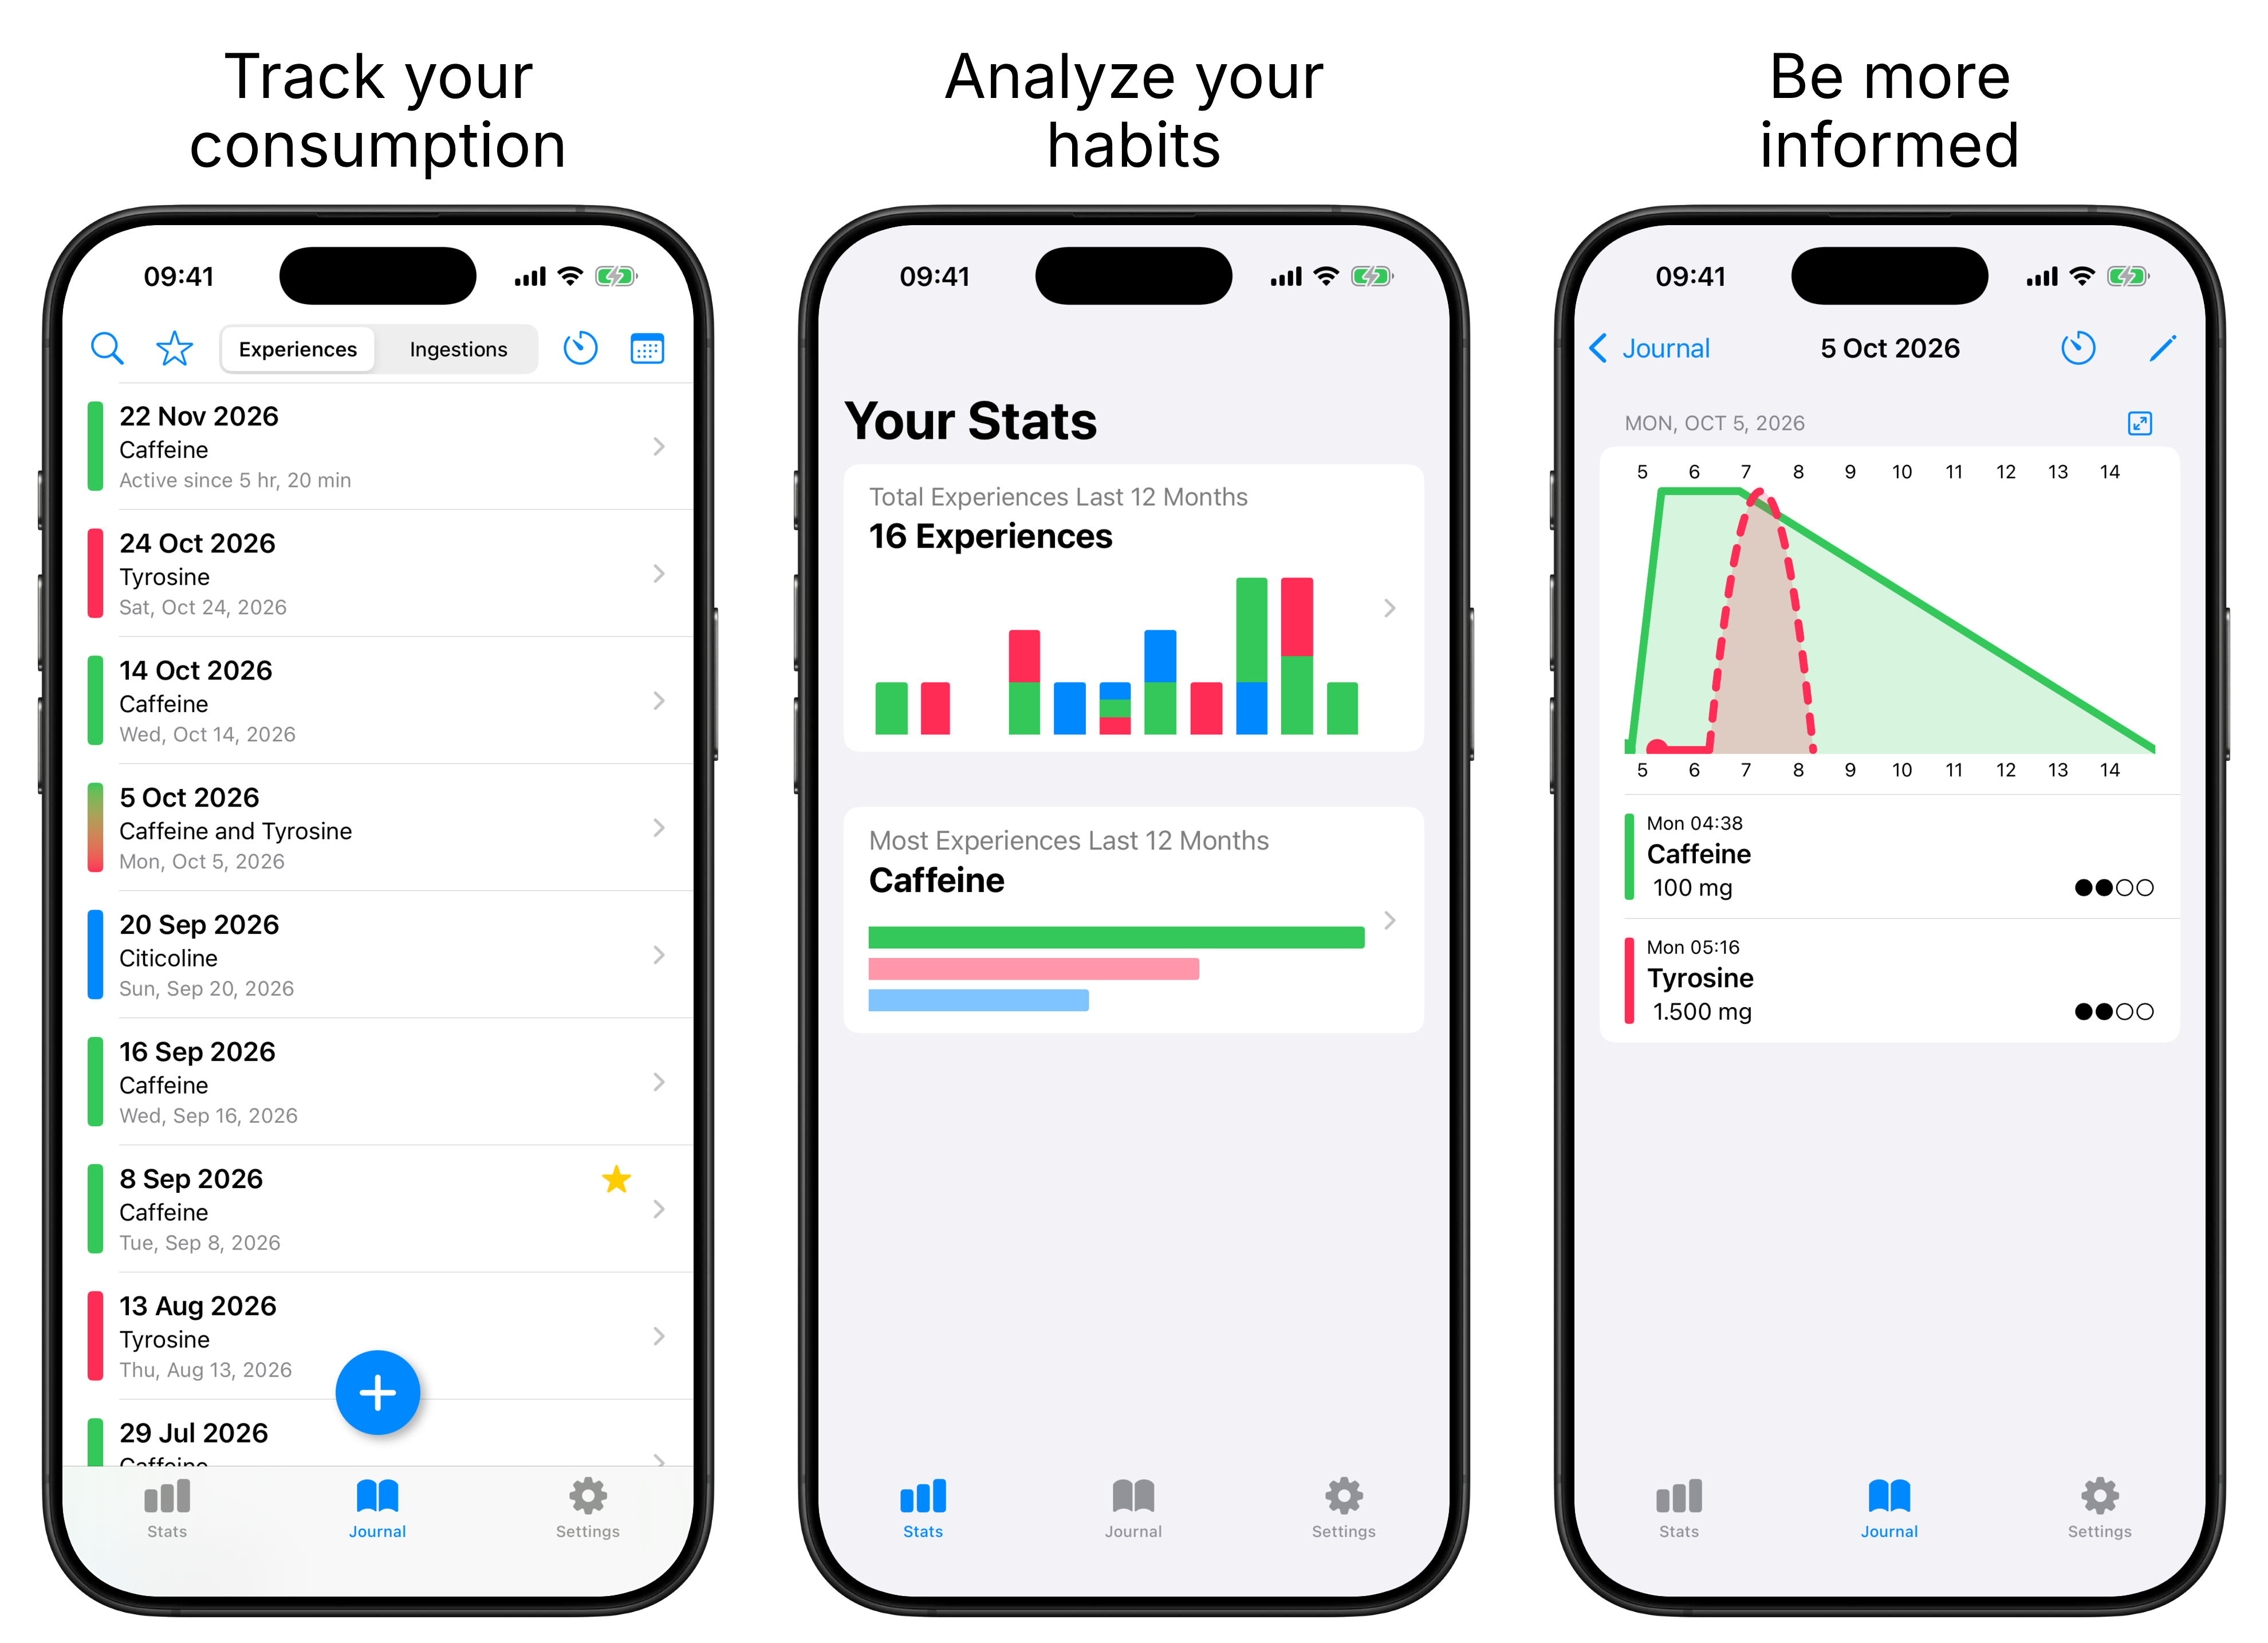 Track your
consumption
09:41
Experiences
Ingestions
22 Nov 2026
Caffeine
Active since 5 hr, 20 min
24 Oct 2026
Tyrosine
Sat, Oct 24, 2026
14 Oct 2026
Caffeine
Wed, Oct 14, 2026
5 Oct 2026
Caffeine and Tyrosine
Mon, Oct 5, 2026
20 Sep 2026
Citicoline
Sun, Sep 20, 2026
16 Sep 2026
Caffeine
Wed, Sep 16, 2026
8 Sep 2026
Caffeine
Tue, Sep 8, 2026
13 Aug 2026
Tyrosine
Thu, Aug 13, 2026
29 Jul 2026
Caffeine
Stats
Journal
Settings
Analyze your
habits
09:41
Your Stats
Total Experiences Last 12 Months
16 Experiences
Most Experiences Last 12 Months
Caffeine
Stats
Journal
Settings
Be more
informed
09:41
Journal
5 Oct 2026
MON, OCT 5, 2026
5 6 7 8 9 10 11 12 13 14
5 6 7 8 9 10 11 12 13 14
Mon 04:38
Caffeine
100 mg
Mon 05:16
Tyrosine
1.500 mg
Stats
Journal
Settings